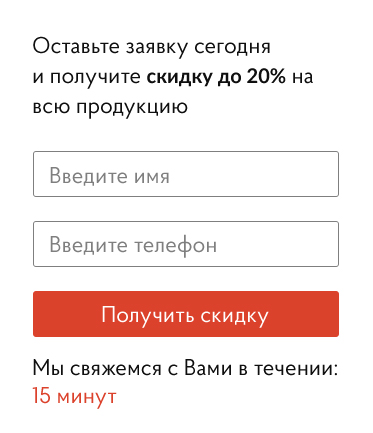 Оставьте заявку сегодня
и получите скидку до 20% на
всю продукцию
Введите имя
Введите телефон
Получить скидку
Мы свяжемся с Вами в течении:
15 минут